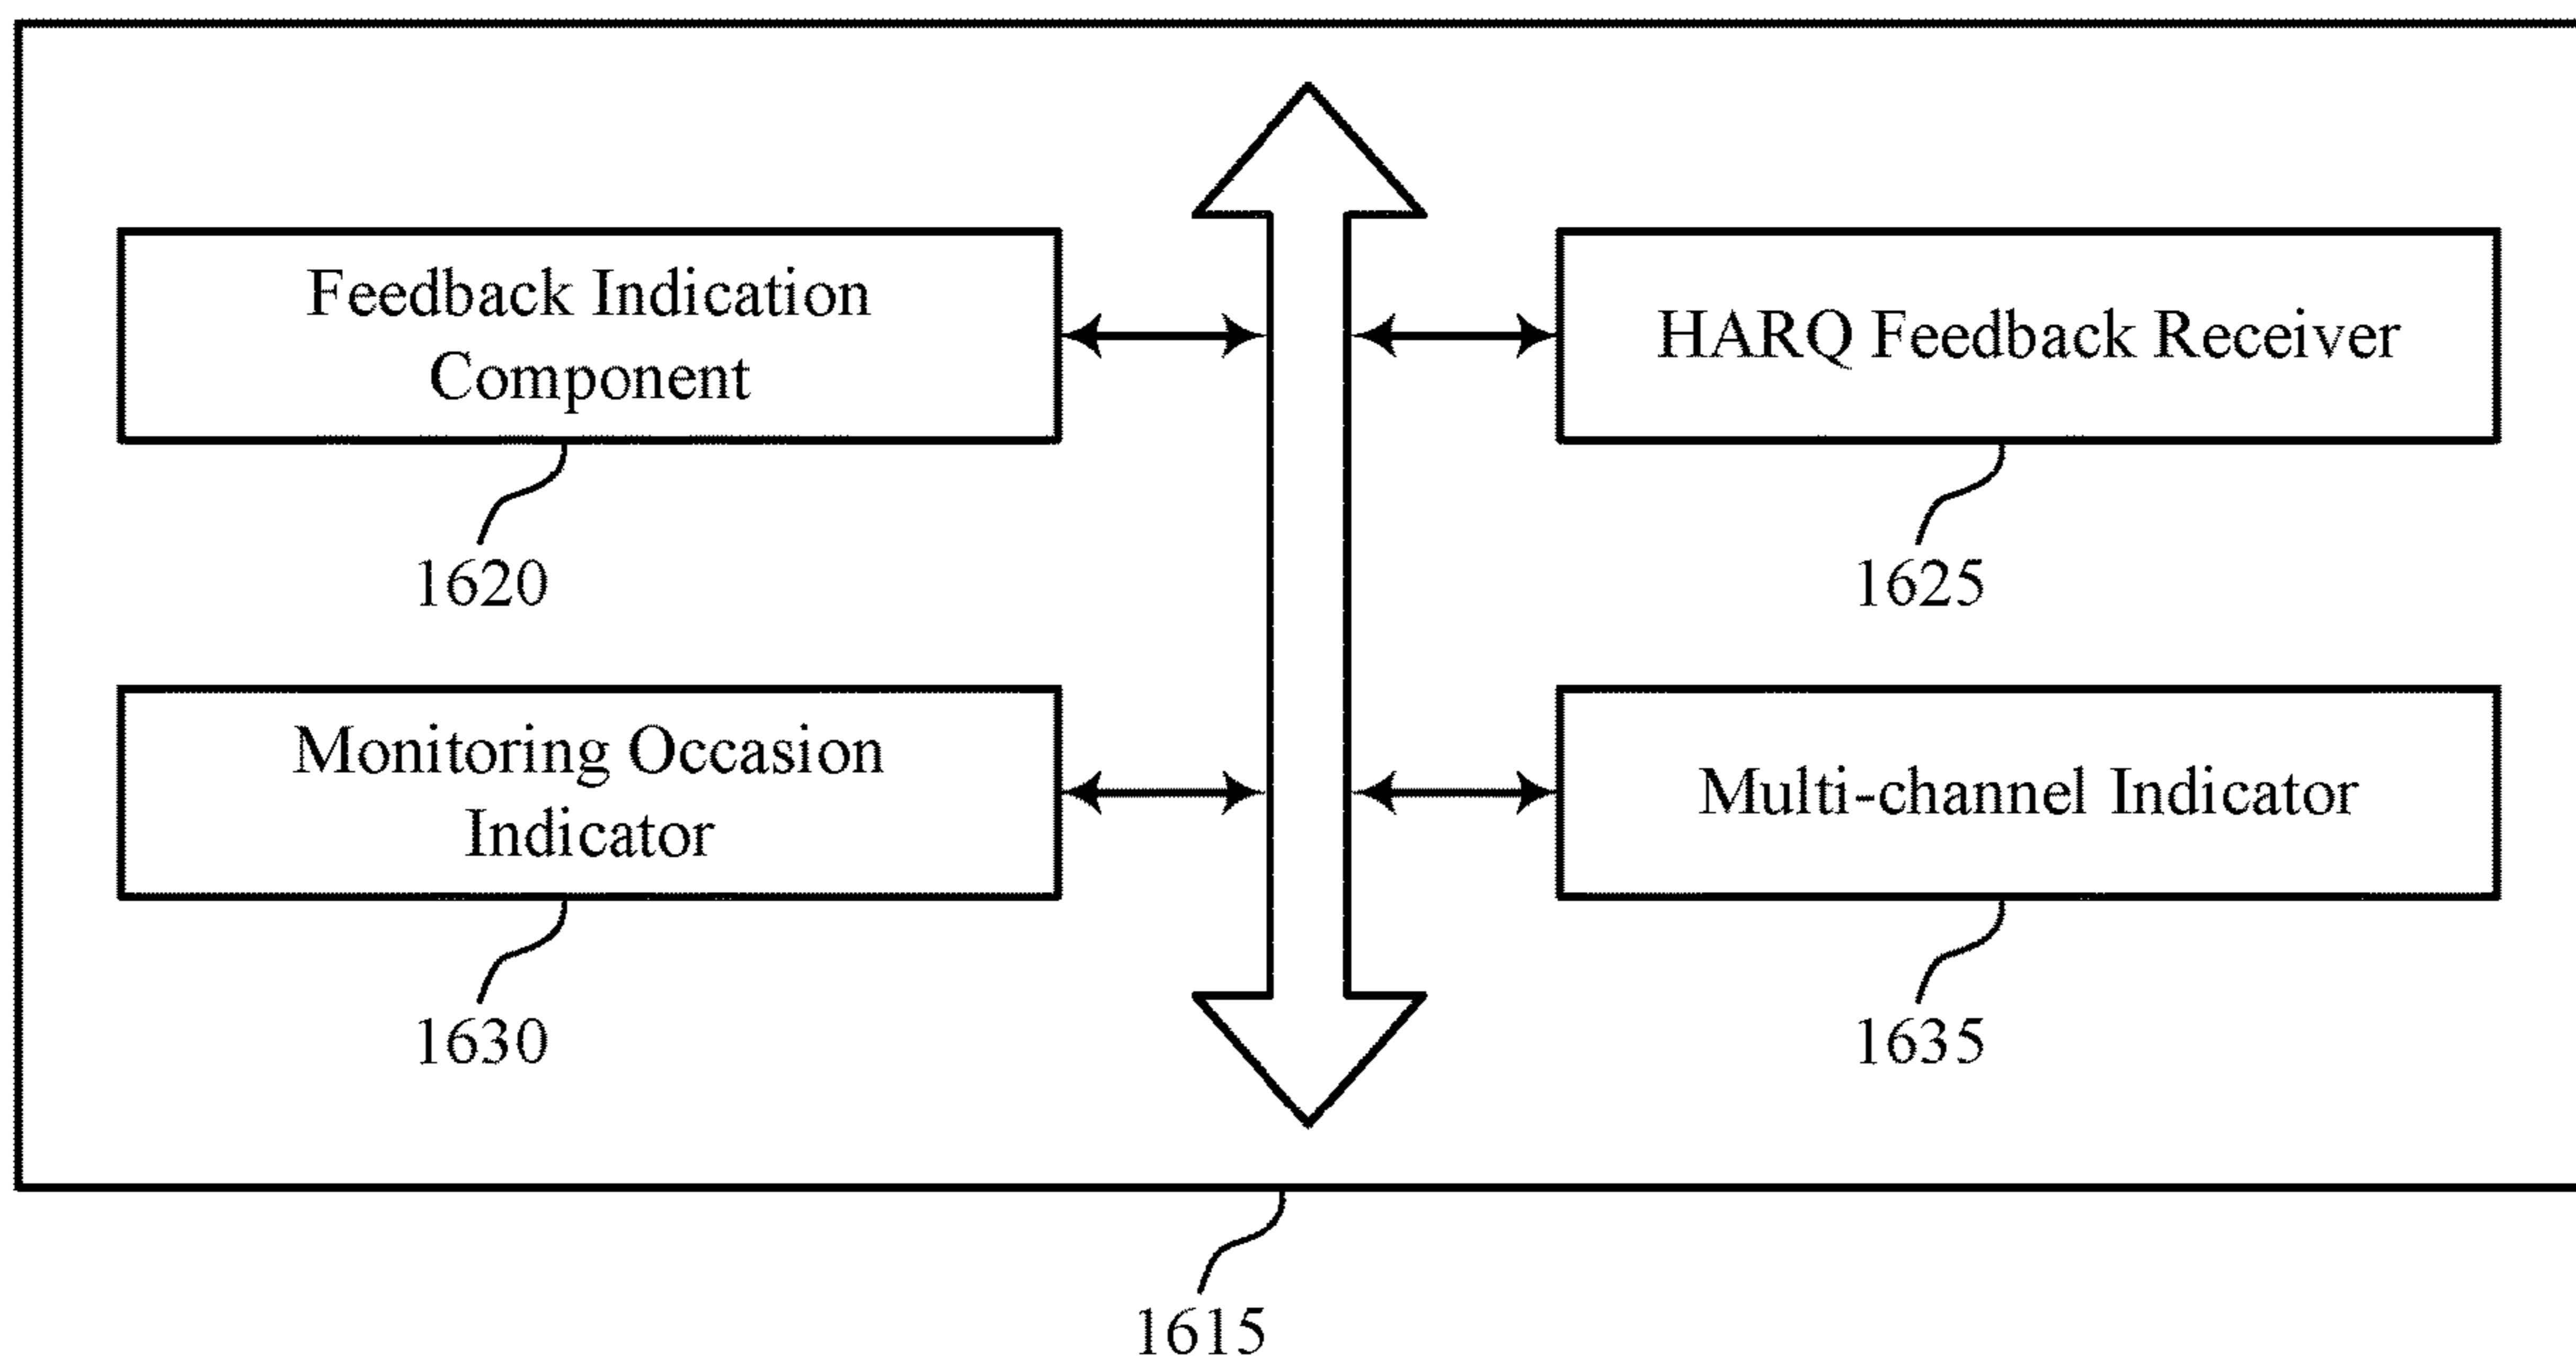 Feedback Indication
Component
1620
HARQ Feedback Receiver
1625
Monitoring Occasion
Indicator
1630
Multi-channel Indicator
1635
1615